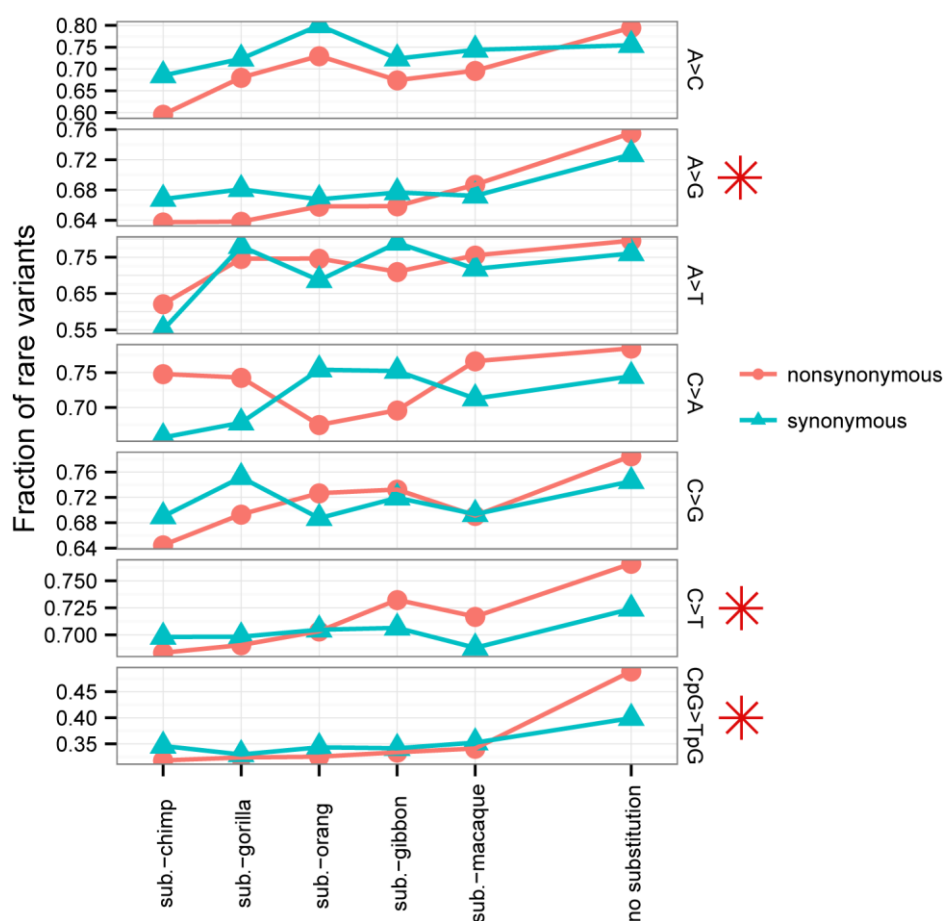 Fraction of rare variants
0.80
0.75
0.70
0.65
0.60
A>C
0.76
0.72
0.68
0.64
A>G
0.75
0.65
0.55
A>T
0.75
0.70
C>A
0.76
0.72
0.68
0.64
C>G
0.750
0.725
0.700
C>T
0.45
0.40
0.35
CpG>TpG
sub.-chimp
sub.-gorilla
sub.-orang
sub.-gibbon
sub.-macaque
no substitution
nonsynonymous
synonymous